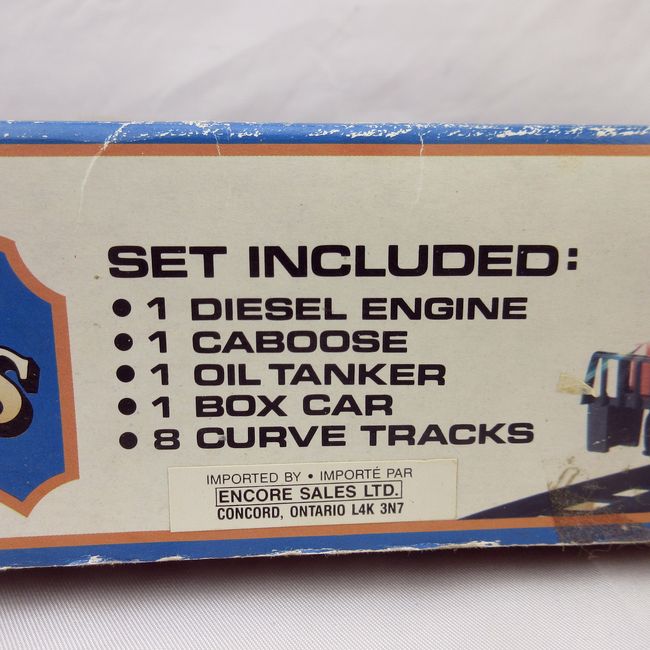 S
SET INCLUDED:
• 1 DIESEL ENGINE
• 1 CABOOSE
• 1 OIL TANKER
• 1 BOX CAR
• 8 CURVE TRACKS
IMPORTED BY • IMPORTÉ PAR
ENCORE SALES LTD.
CONCORD, ONTARIO L4K 3N7